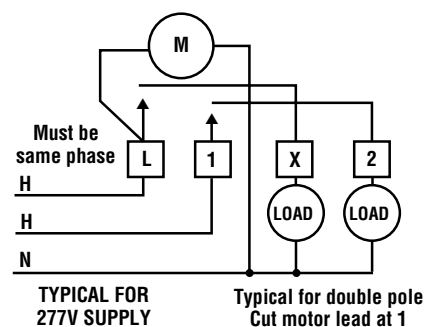 M
Must be
same phase
L
1
X
2
H
LOAD
LOAD
H
N
TYPICAL FOR
277V SUPPLY
Typical for double pole
Cut motor lead at 1